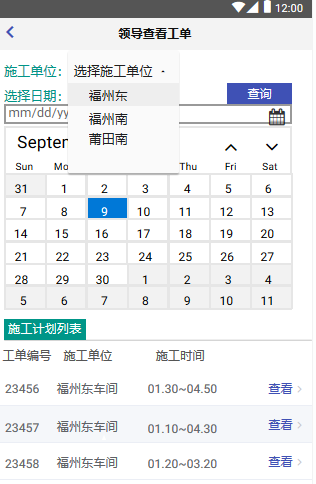 12:00
领导查看工单
施工单位: 选择施工单位
福州东
选择日期: 查询
福州南
mm/dd/yy
莆田南
Septem
Sun Mo Thu Fri Sat
31 1 2 3 4 5 6
7 8 9 10 11 12 13
14 15 16 17 18 19 20
21 22 23 24 25 26 27
28 29 30 1 2 3 4
5 6 7 8 9 10 11
施工计划列表
工单编号 施工单位 施工时间
23456 福州东车间 01.30~04.50 查看
23457 福州东车间 01.10~04.30 查看
23458 福州东车间 01.20~03.20 查看